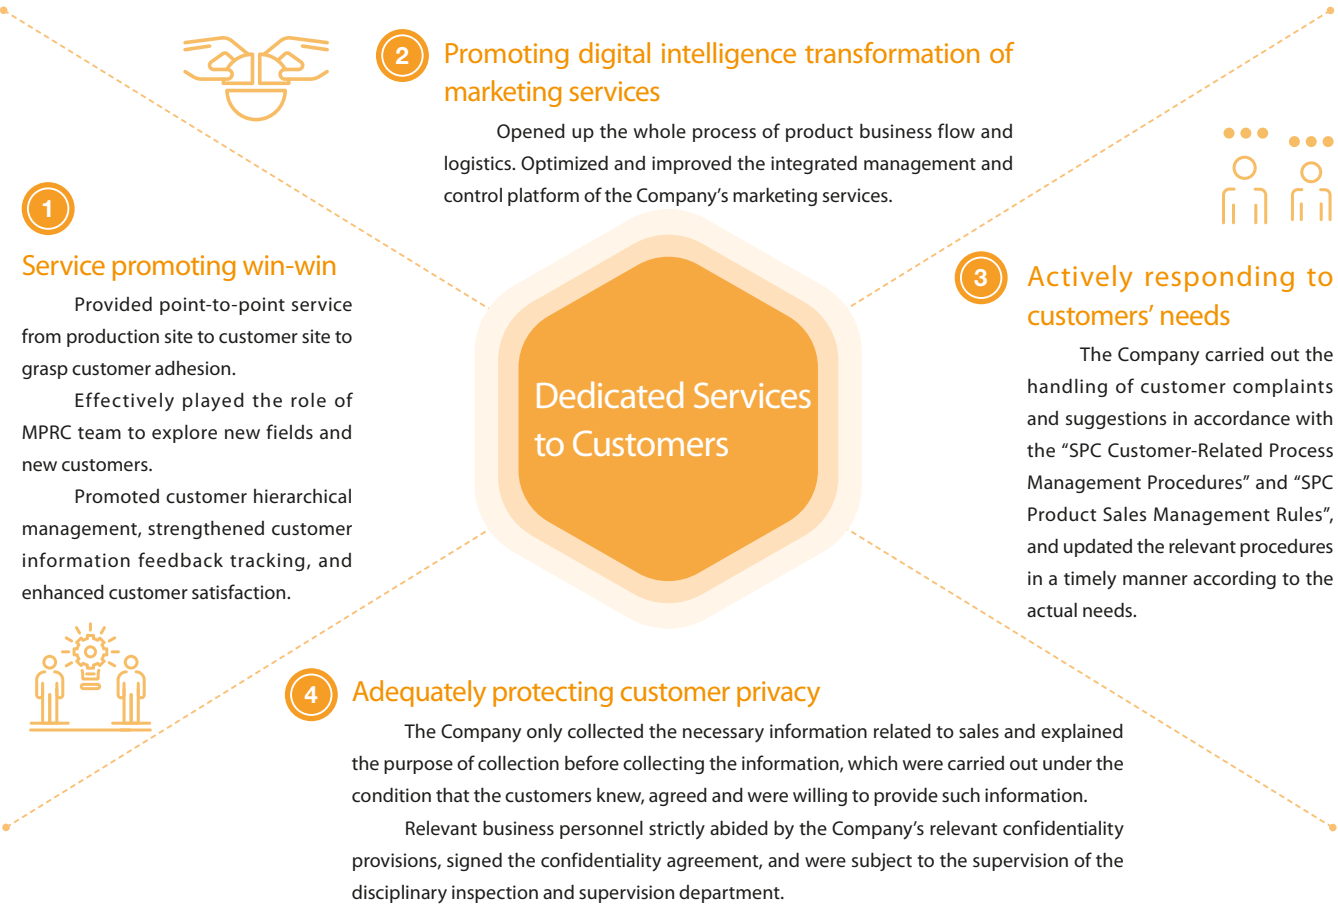 1
Service promoting win-win
Provided point-to-point service
from production site to customer site to
grasp customer adhesion.
Effectively played the role of
MPRC team to explore new fields and
new customers.
Promoted customer hierarchical
management, strengthened customer
information feedback tracking, and
enhanced customer satisfaction.
2
Promoting digital intelligence transformation of
marketing services
Opened up the whole process of product business flow and
logistics. Optimized and improved the integrated management and
control platform of the Company’s marketing services.
Dedicated Services
to Customers
3
Actively responding to
customers’ needs
The Company carried out the
handling of customer complaints
and suggestions in accordance with
the “SPC Customer-Related Process
Management Procedures” and “SPC
Product Sales Management Rules”,
and updated the relevant procedures
in a timely manner according to the
actual needs.
4
Adequately protecting customer privacy
The Company only collected the necessary information related to sales and explained
the purpose of collection before collecting the information, which were carried out under the
condition that the customers knew, agreed and were willing to provide such information.
Relevant business personnel strictly abided by the Company’s relevant confidentiality
provisions, signed the confidentiality agreement, and were subject to the supervision of the
disciplinary inspection and supervision department.